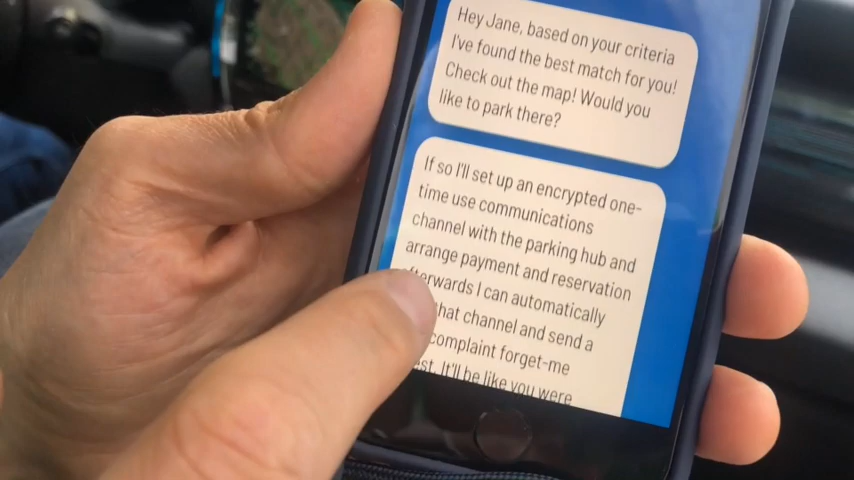 Hey Jane, based on your criteria
I've found the best match for you!
Check out the map! Would you
like to park there?
If so I'll set up an encrypted one-
time use communications
channel with the parking hub and
arrange payment and reservation
afterwards I can automatically
that channel and send a
complaint forget-me
It'll be like you were